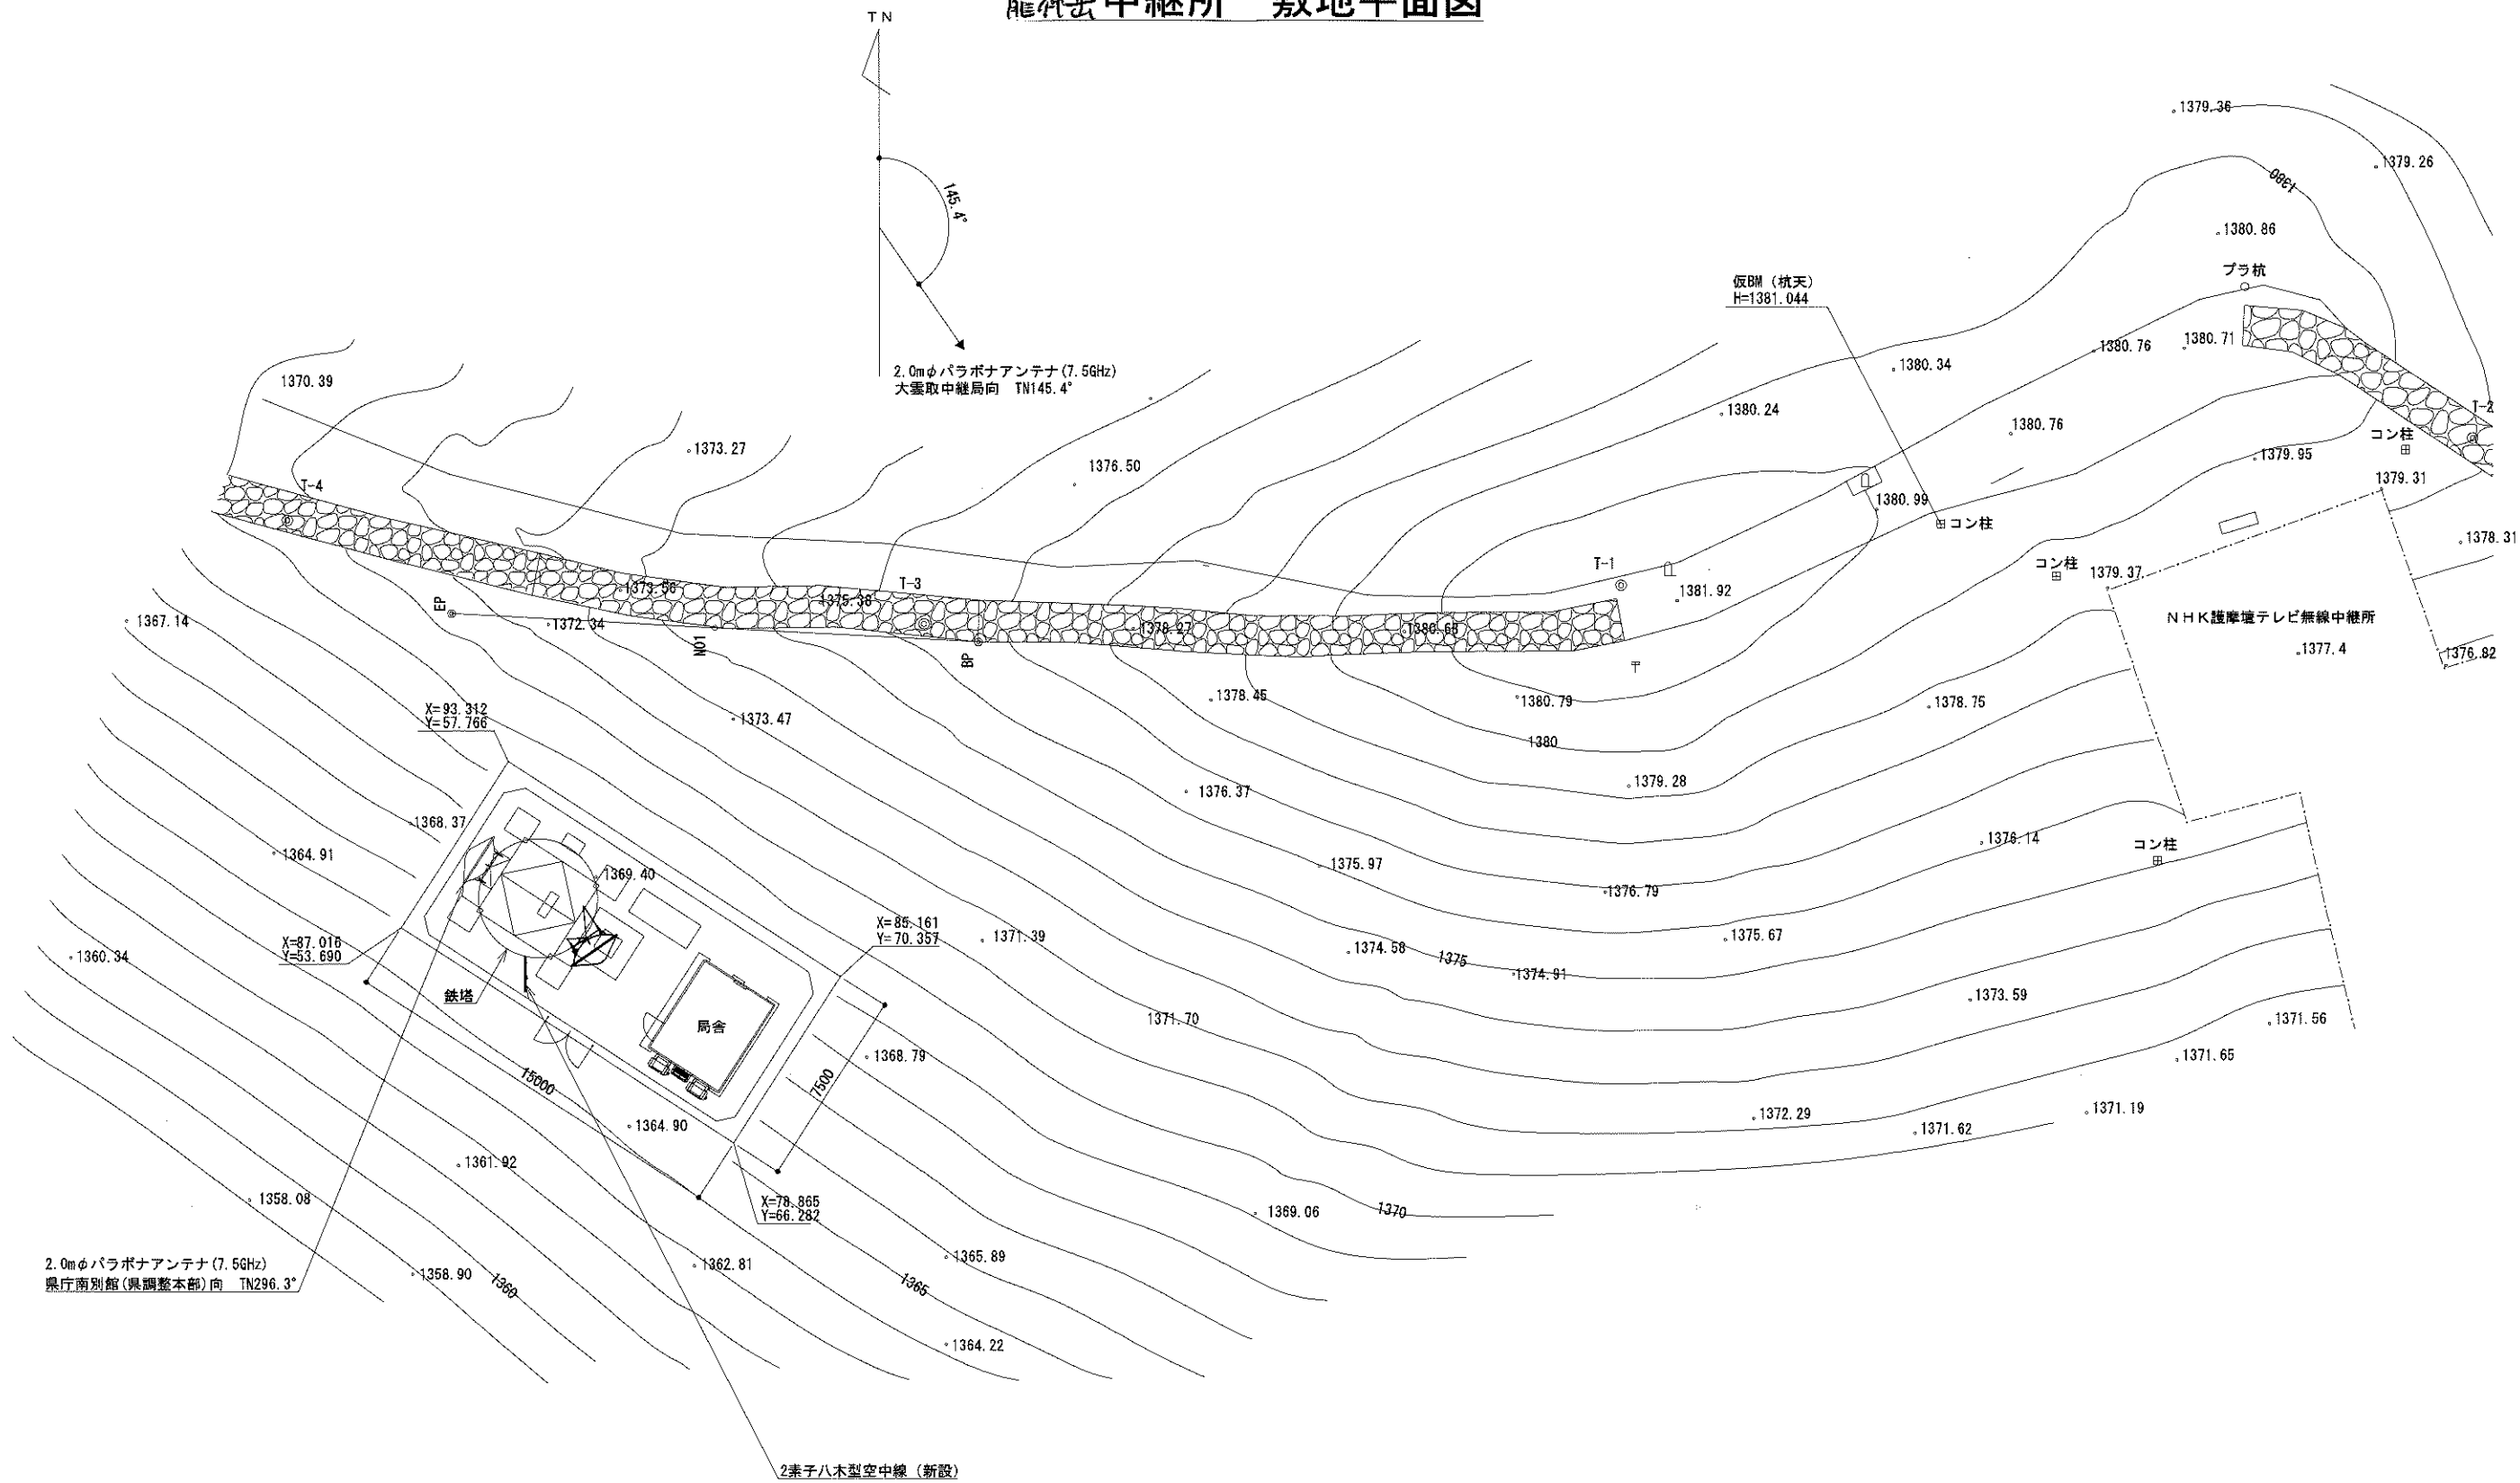 中継所 敷地平面図
TN
145.4°
2.0mφパラボナアンテナ(7.5GHz)
大雲取中継局向 TN145.4°
仮BM(杭天)
H=1381.044
1379.36
1379.26
1380
1380.86
プラ杭
1380.71
1380.76
1380.34
1380.24
1380.76
T-2
コン柱
1379.95
1379.31
1380.99
コン柱
1378.31
1370.39
1373.27
1376.50
T-4
T-3
T-1
コン柱
1379.37
1373.56
1375.38
1381.92
NHK護摩壇テレビ無線中継所
1377.4
1376.82
EP
1367.14
1372.34
NO1
BP
1378.27
1380.63
〒
X=93.312
Y=57.766
1373.47
1378.45
1380.79
1378.75
1380
1379.28
1376.37
1368.37
1364.91
1369.40
1375.97
1376.79
1376.14
コン柱
X=85.161
Y=70.357
X=87.016
Y=53.690
1371.39
1360.34
鉄塔
局舎
1374.58
1375
1374.91
1375.67
1373.59
1371.56
1371.70
1368.79
1371.65
15000
7500
1364.90
1372.29
1371.62
1371.19
1361.92
1358.08
X=78.865
Y=66.282
1369.06
1370
2.0mφパラボナアンテナ(7.5GHz)
県庁南別館(県調整本部)向 TN296.3°
1358.90
1360
1362.81
1365.89
1365
1364.22
2素子八木型空中線(新設)